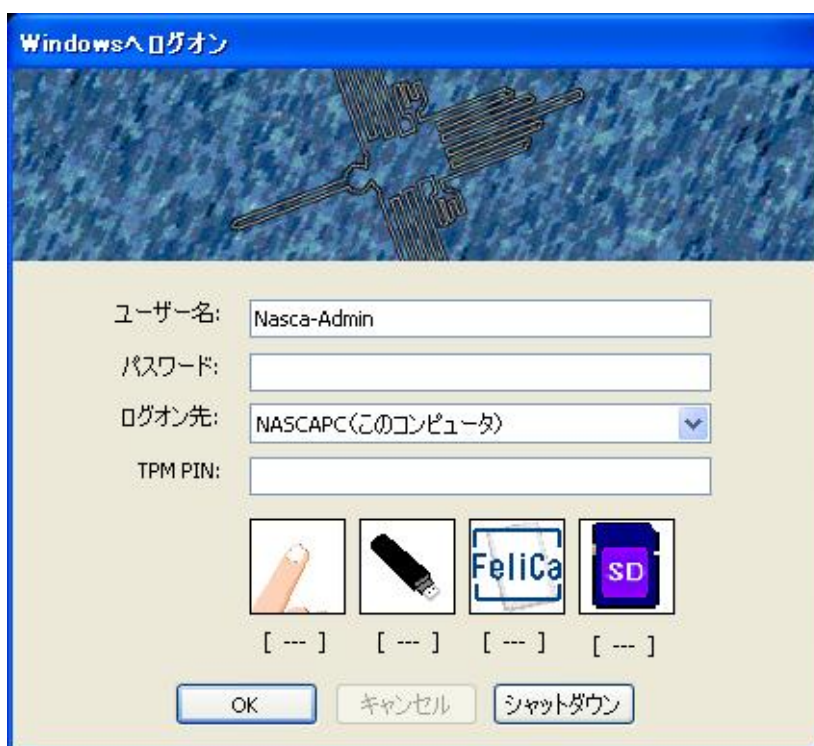 Windowsへログオン
ユーザー名: Nasca-Admin
パスワード:
ログオン先: NASCAPC(このコンピュータ)
TPM PIN:
FeliCa SD
[ --- ] [ --- ] [ --- ] [ --- ]
OK キャンセル シャットダウン